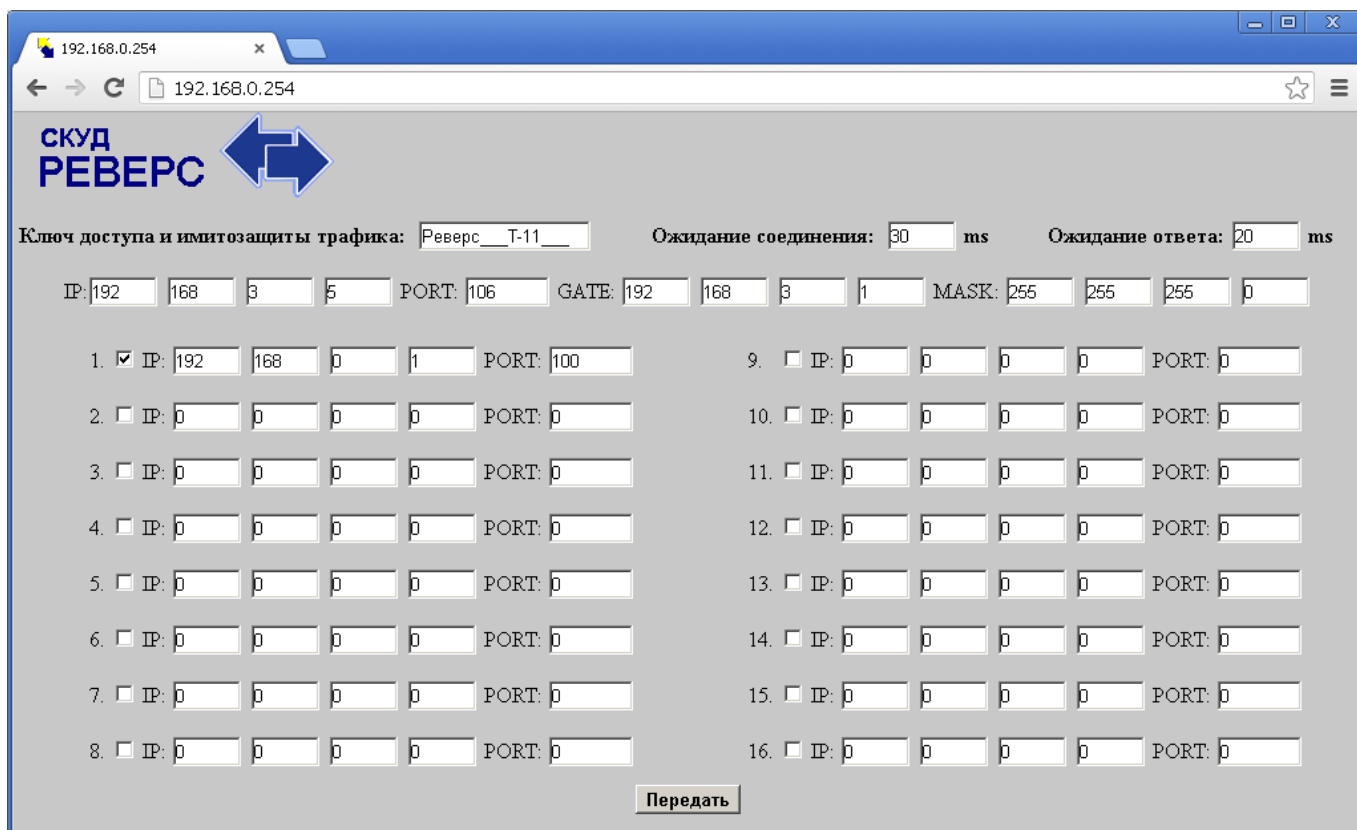 192.168.0.254
192.168.0.254
СКУД
РЕВЕРС
Ключ доступа и имитозащиты трафика: Реверс___Т-11___ Ожидание соединения: 30 ms Ожидание ответа: 20 ms
IP: 192 168 3 5 PORT: 106 GATE: 192 168 3 1 MASK: 255 255 255 0
1. IP: 192 168 0 1 PORT: 100 9. IP: 0 0 0 0 PORT: 0
2. IP: 0 0 0 0 PORT: 0 10. IP: 0 0 0 0 PORT: 0
3. IP: 0 0 0 0 PORT: 0 11. IP: 0 0 0 0 PORT: 0
4. IP: 0 0 0 0 PORT: 0 12. IP: 0 0 0 0 PORT: 0
5. IP: 0 0 0 0 PORT: 0 13. IP: 0 0 0 0 PORT: 0
6. IP: 0 0 0 0 PORT: 0 14. IP: 0 0 0 0 PORT: 0
7. IP: 0 0 0 0 PORT: 0 15. IP: 0 0 0 0 PORT: 0
8. IP: 0 0 0 0 PORT: 0 16. IP: 0 0 0 0 PORT: 0
Передать